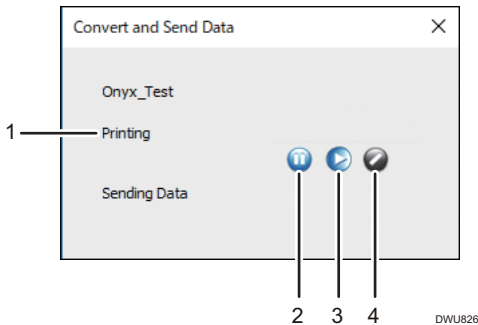 Convert and Send Data
Onyx_Test
1
Printing
Sending Data
2 3 4
DWU826